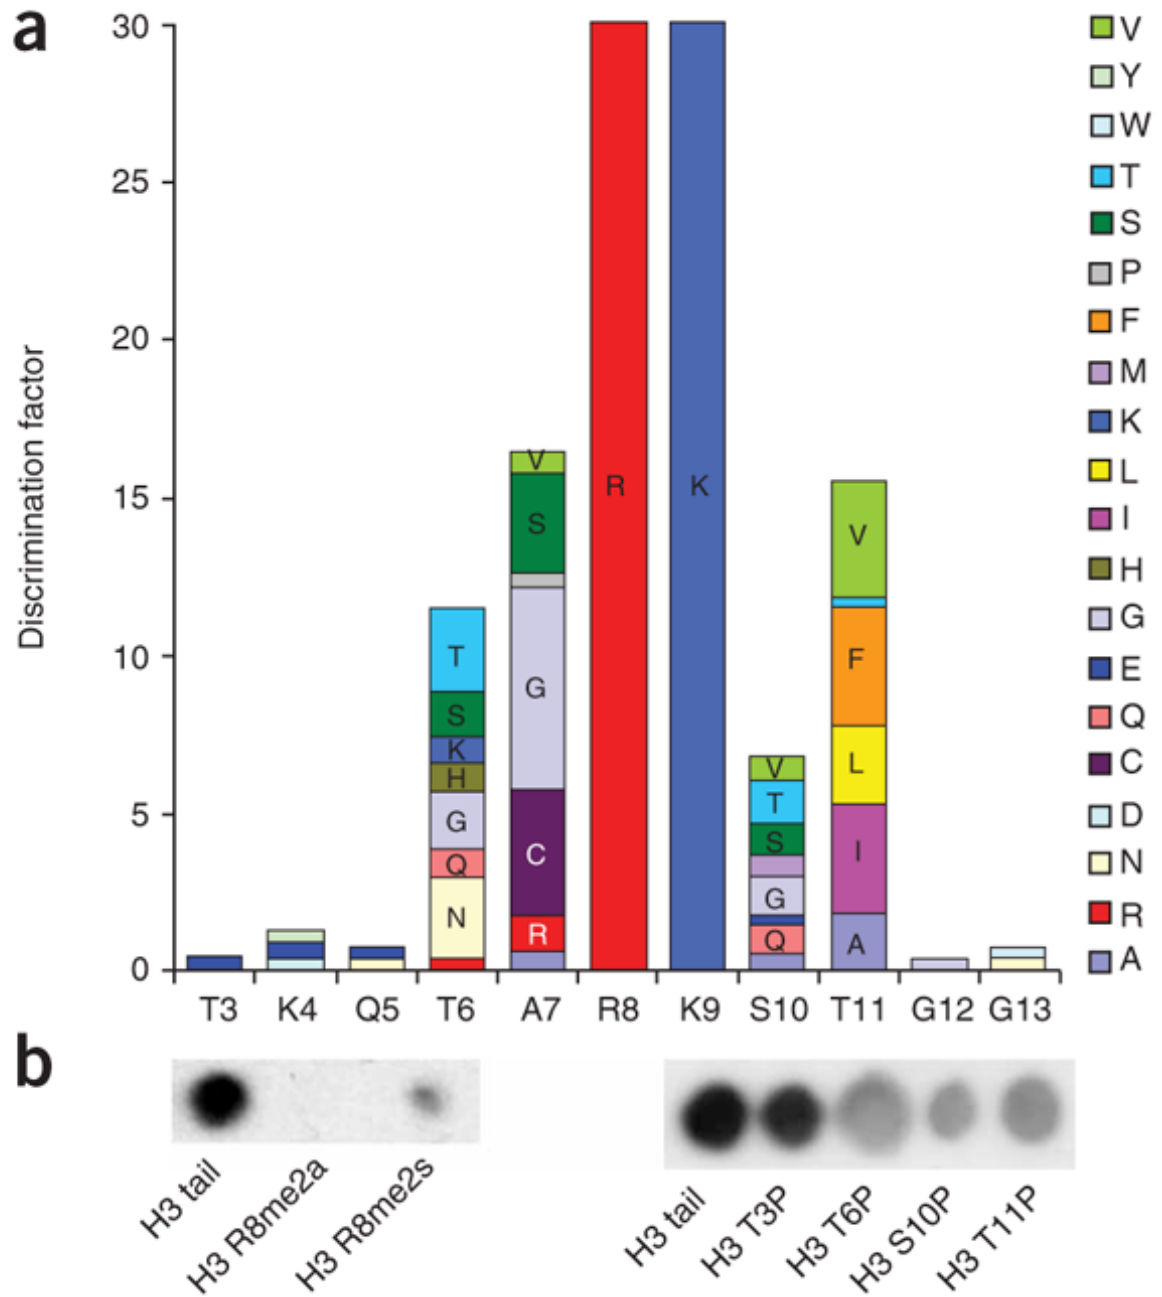 a
Discrimination factor
30
25
20
15
10
5
0
T
S
K
H
G
Q
N
V
S
G
C
R
R
K
V
T
S
G
Q
V
F
L
I
A
T3 K4 Q5 T6 A7 R8 K9 S10 T11 G12 G13
V
Y
W
T
S
P
F
M
K
L
I
H
G
E
Q
C
D
N
R
A
b
H3 tail
H3 R8me2a
H3 R8me2s
H3 tail
H3 T3P
H3 T6P
H3 S10P
H3 T11P